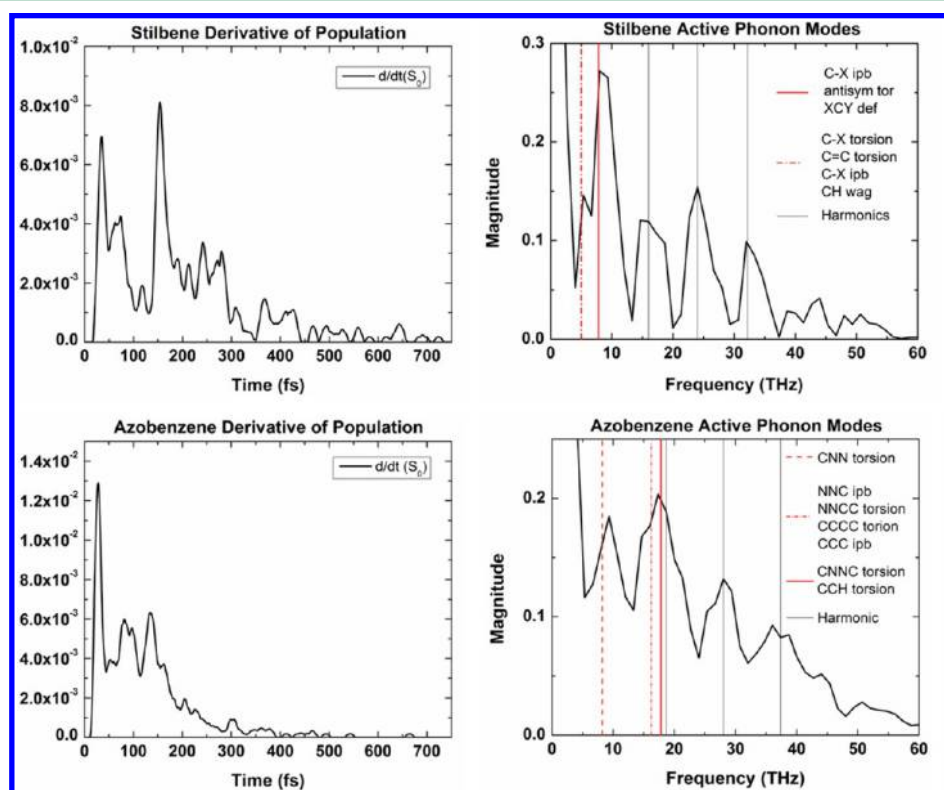 Stilbene Derivative of Population
1.0x10⁻²
8.0x10⁻³
6.0x10⁻³
4.0x10⁻³
2.0x10⁻³
0.0
d/dt(S₀)
0 100 200 300 400 500 600 700
Time (fs)
Stilbene Active Phonon Modes
Magnitude
0.3
0.2
0.1
0.0
C-X ipb
antisym tor
XCY def
C-X torsion
C=C torsion
C-X ipb
CH wag
Harmonics
0 10 20 30 40 50 60
Frequency (THz)
Azobenzene Derivative of Population
1.4x10⁻²
1.2x10⁻²
1.0x10⁻²
8.0x10⁻³
6.0x10⁻³
4.0x10⁻³
2.0x10⁻³
0.0
d/dt (S₀)
0 100 200 300 400 500 600 700
Time (fs)
Azobenzene Active Phonon Modes
Magnitude
0.2
0.1
0.0
CNN torsion
NNC ipb
NNCC torsion
CCCC torion
CCC ipb
CNNC torsion
CCH torsion
Harmonic
0 10 20 30 40 50 60
Frequency (THz)